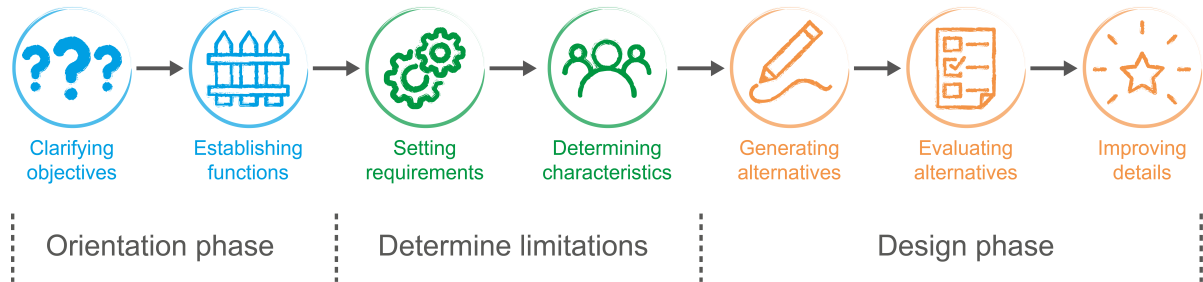 Clarifying
objectives
Establishing
functions
Setting
requirements
Determining
characteristics
Generating
alternatives
Evaluating
alternatives
Improving
details
Orientation phase
Determine limitations
Design phase